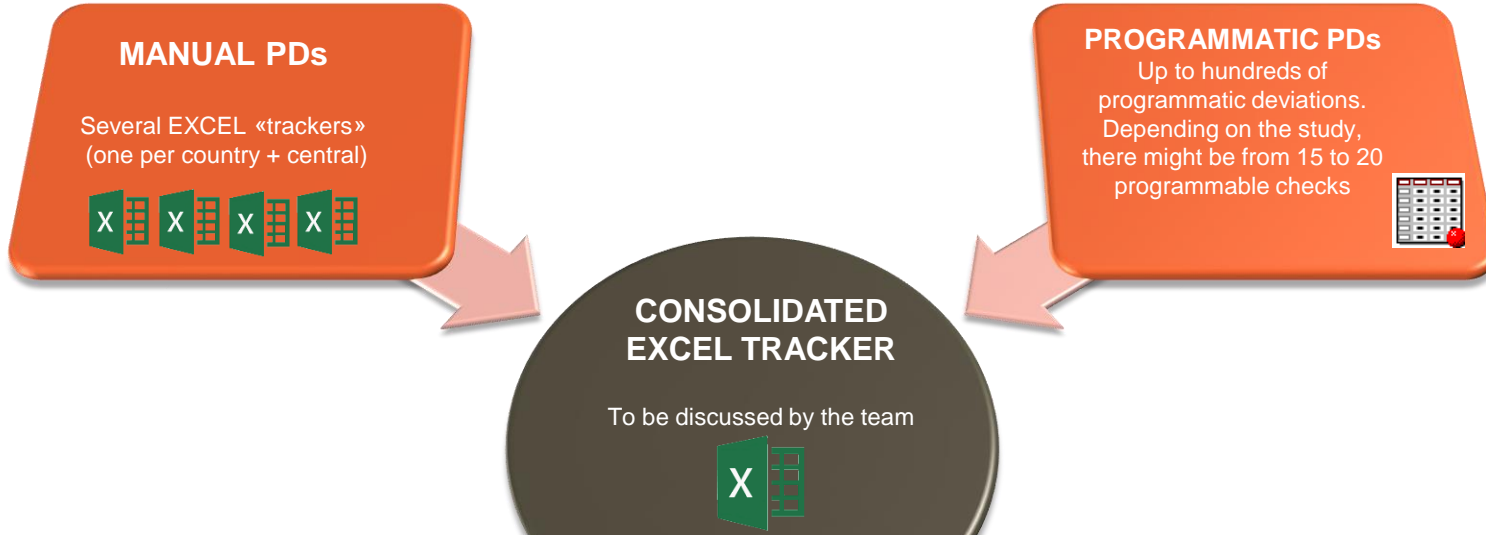 MANUAL PDs
Several EXCEL «trackers»
(one per country + central)
X X X X
PROGRAMMATIC PDs
Up to hundreds of
programmatic deviations.
Depending on the study,
there might be from 15 to 20
programmable checks
CONSOLIDATED
EXCEL TRACKER
To be discussed by the team
X